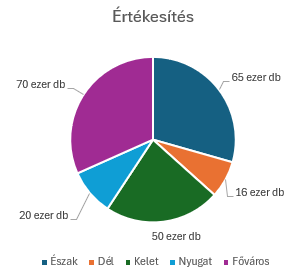 Értékesítés
65 ezer db
70 ezer db
16 ezer db
20 ezer db
50 ezer db
Észak Dél Kelet Nyugat Főváros